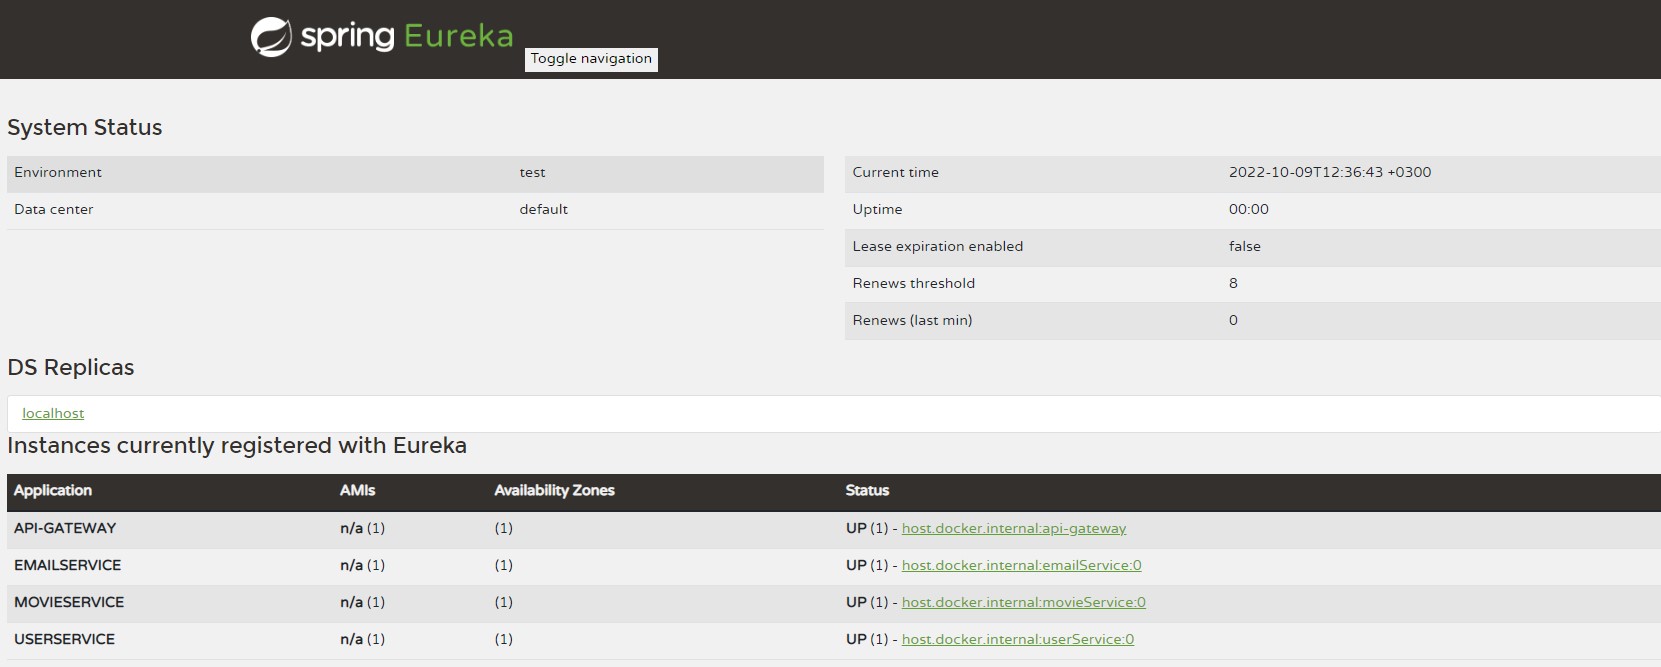 spring Eureka
Toggle navigation
System Status
Environment test
Data center default
Current time 2022-10-09T12:36:43 +0300
Uptime 00:00
Lease expiration enabled false
Renews threshold 8
Renews (last min) 0
DS Replicas
localhost
Instances currently registered with Eureka
Application AMIs Availability Zones Status
API-GATEWAY n/a (1) (1) UP (1) - host.docker.internal:api-gateway
EMAILSERVICE n/a (1) (1) UP (1) - host.docker.internal:emailService:0
MOVIESERVICE n/a (1) (1) UP (1) - host.docker.internal:movieService:0
USERSERVICE n/a (1) (1) UP (1) - host.docker.internal:userService:0